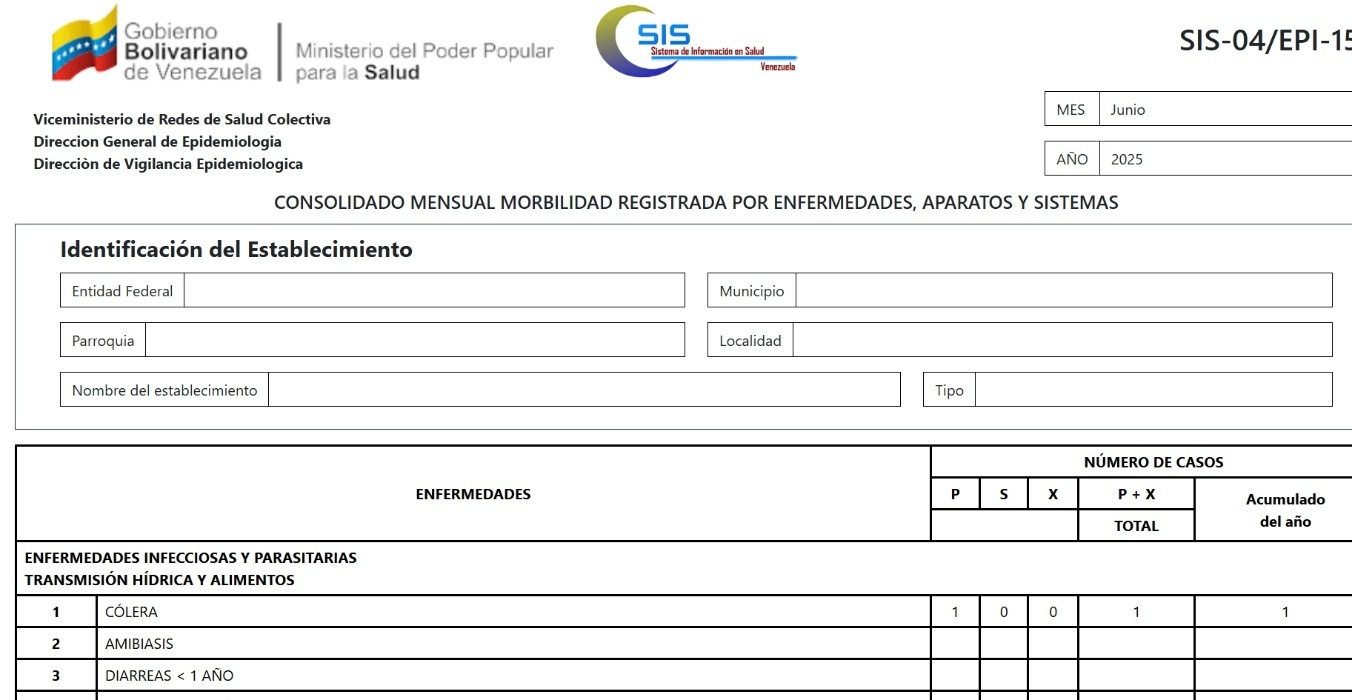 Gobierno
Bolivariano
de Venezuela
Ministerio del Poder Popular
para la Salud
SIS
Sistema de Información en Salud
Venezuela
SIS-04/EPI-15
Viceministerio de Redes de Salud Colectiva
Direccion General de Epidemiologia
Direcciòn de Vigilancia Epidemiologica
MES Junio
AÑO 2025
CONSOLIDADO MENSUAL MORBILIDAD REGISTRADA POR ENFERMEDADES, APARATOS Y SISTEMAS
Identificación del Establecimiento
Entidad Federal Municipio
Parroquia Localidad
Nombre del establecimiento Tipo
ENFERMEDADES
NÚMERO DE CASOS
P S X P + X
TOTAL
Acumulado
del año
ENFERMEDADES INFECCIOSAS Y PARASITARIAS
TRANSMISIÓN HÍDRICA Y ALIMENTOS
1 CÓLERA 1 0 0 1 1
2 AMIBIASIS
3 DIARREAS < 1 AÑO